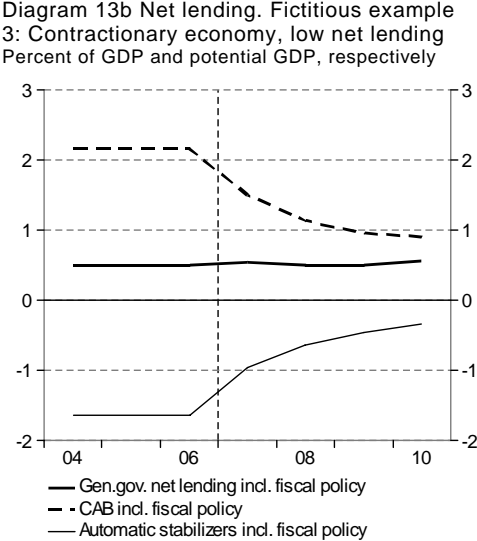 Diagram 13b Net lending. Fictitious example
3: Contractionary economy, low net lending
Percent of GDP and potential GDP, respectively
3 3
2 2
1 1
0 0
-1 -1
-2 -2
04 06 08 10
Gen.gov. net lending incl. fiscal policy
CAB incl. fiscal policy
Automatic stabilizers incl. fiscal policy